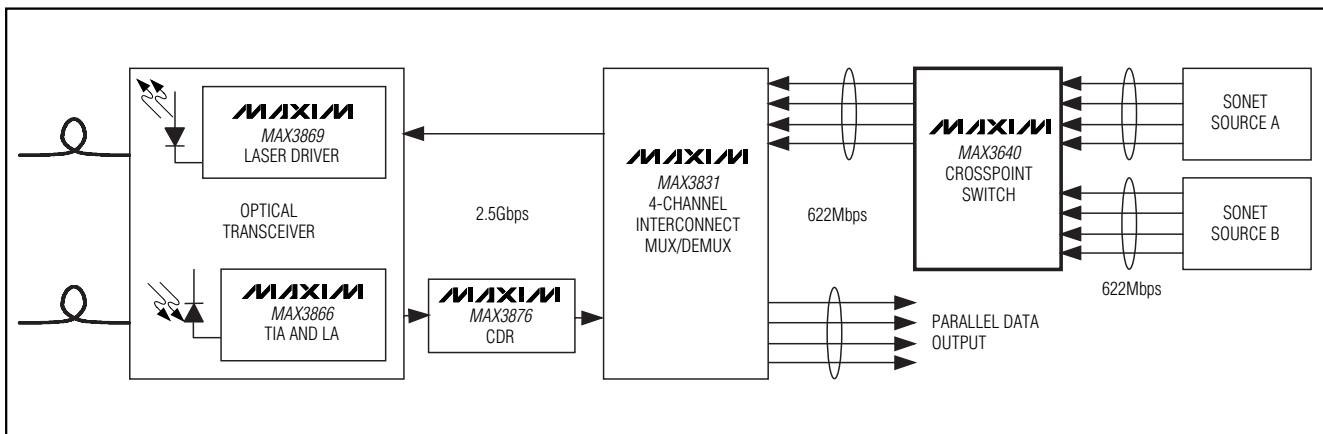 MAXIM
MAX3869
LASER DRIVER
OPTICAL
TRANSCEIVER
MAXIM
MAX3866
TIA AND LA
2.5Gbps
MAXIM
MAX3876
CDR
MAXIM
MAX3831
4-CHANNEL
INTERCONNECT
MUX/DEMUX
622Mbps
PARALLEL DATA
OUTPUT
MAXIM
MAX3640
CROSSPOINT
SWITCH
SONET
SOURCE A
SONET
SOURCE B
622Mbps